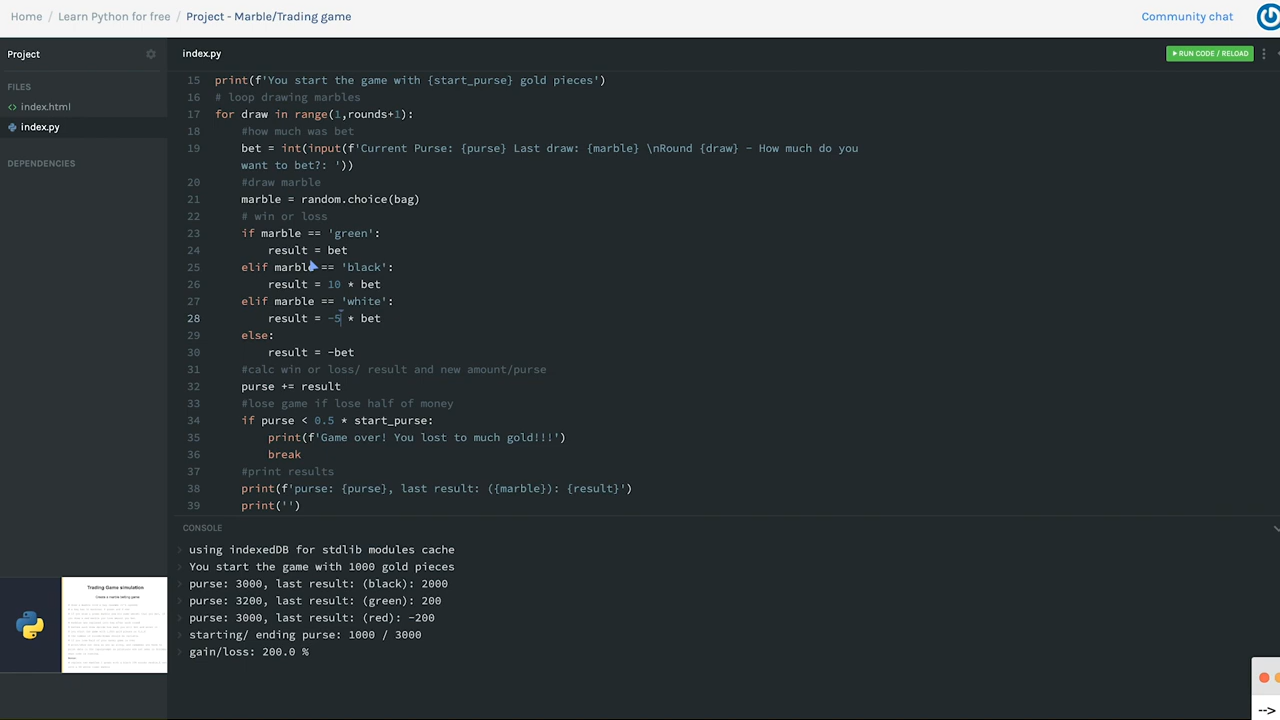 Home / Learn Python for free / Project - Marble/Trading game
Community chat
Project
index.py
RUN CODE / RELOAD
FILES
index.html
index.py
DEPENDENCIES
15 print(f'You start the game with {start_purse} gold pieces')
16 # loop drawing marbles
17 for draw in range(1,rounds+1):
18 #how much was bet
19 bet = int(input(f'Current Purse: {purse} Last draw: {marble} \nRound {draw} - How much do you
want to bet?: '))
20 #draw marble
21 marble = random.choice(bag)
22 # win or loss
23 if marble == 'green':
24 result = bet
25 elif marble == 'black':
26 result = 10 * bet
27 elif marble == 'white':
28 result = -5 * bet
29 else:
30 result = -bet
31 #calc win or loss/ result and new amount/purse
32 purse += result
33 #lose game if lose half of money
34 if purse < 0.5 * start_purse:
35 print(f'Game over! You lost to much gold!!!')
36 break
37 #print results
38 print(f'purse: {purse}, last result: ({marble}): {result}')
39 print('')
CONSOLE
using indexedDB for stdlib modules cache
You start the game with 1000 gold pieces
purse: 3000, last result: (black): 2000
purse: 3200, last result: (green): 200
purse: result: -200
3000
gain/loss: 200.0 %
Trading Game simulation
Create a marble trading game
-->